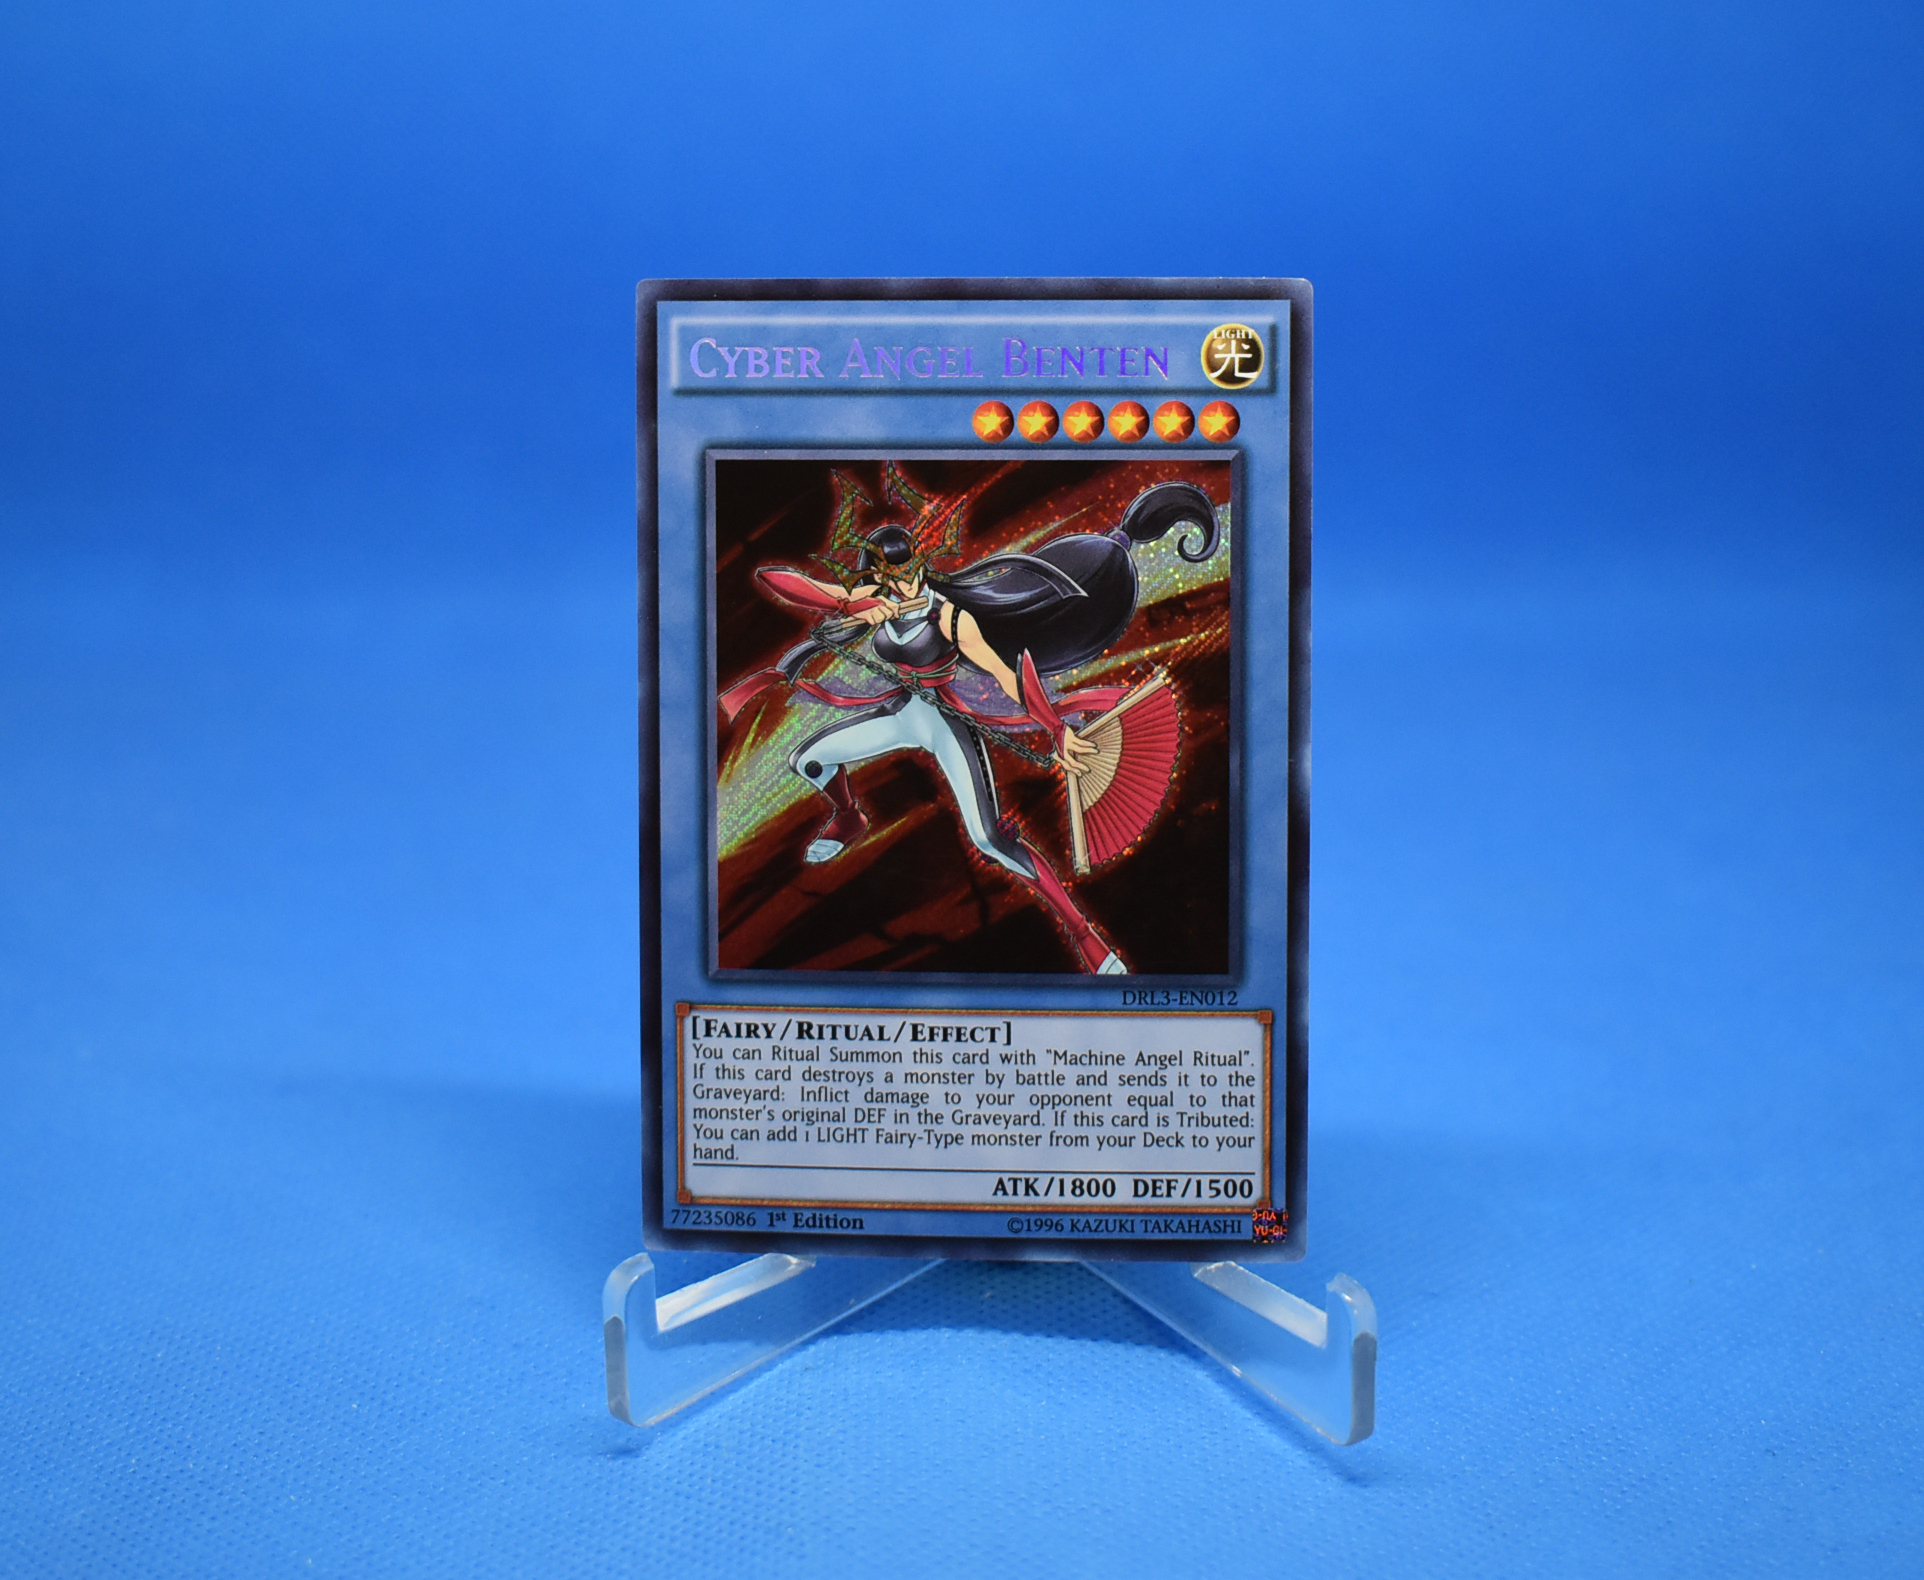 CYBER ANGEL BENTEN
LIGHT
光
DRL3-EN012
[FAIRY/RITUAL/EFFECT]
You can Ritual Summon this card with "Machine Angel Ritual".
If this card destroys a monster by battle and sends it to the
Graveyard: Inflict damage to your opponent equal to that
monster's original DEF in the Graveyard. If this card is Tributed:
You can add 1 LIGHT Fairy-Type monster from your Deck to your
hand.
ATK/1800 DEF/1500
77235086 1st Edition ©1996 KAZUKI TAKAHASHI